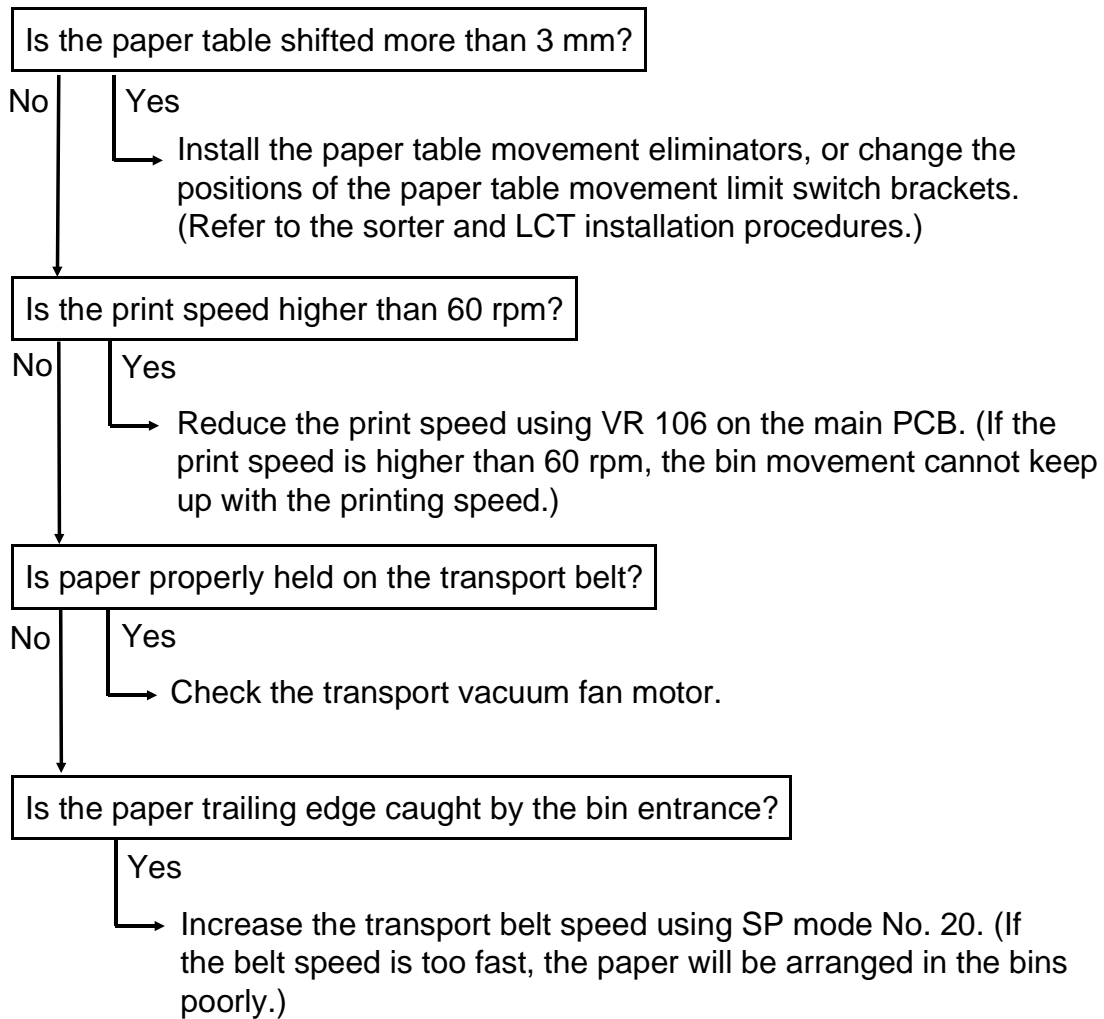 Is the paper table shifted more than 3 mm?
No
Yes
Install the paper table movement eliminators, or change the
positions of the paper table movement limit switch brackets.
(Refer to the sorter and LCT installation procedures.)
Is the print speed higher than 60 rpm?
No
Yes
Reduce the print speed using VR 106 on the main PCB. (If the
print speed is higher than 60 rpm, the bin movement cannot keep
up with the printing speed.)
Is paper properly held on the transport belt?
No
Yes
Check the transport vacuum fan motor.
Is the paper trailing edge caught by the bin entrance?
Yes
Increase the transport belt speed using SP mode No. 20. (If
the belt speed is too fast, the paper will be arranged in the bins
poorly.)